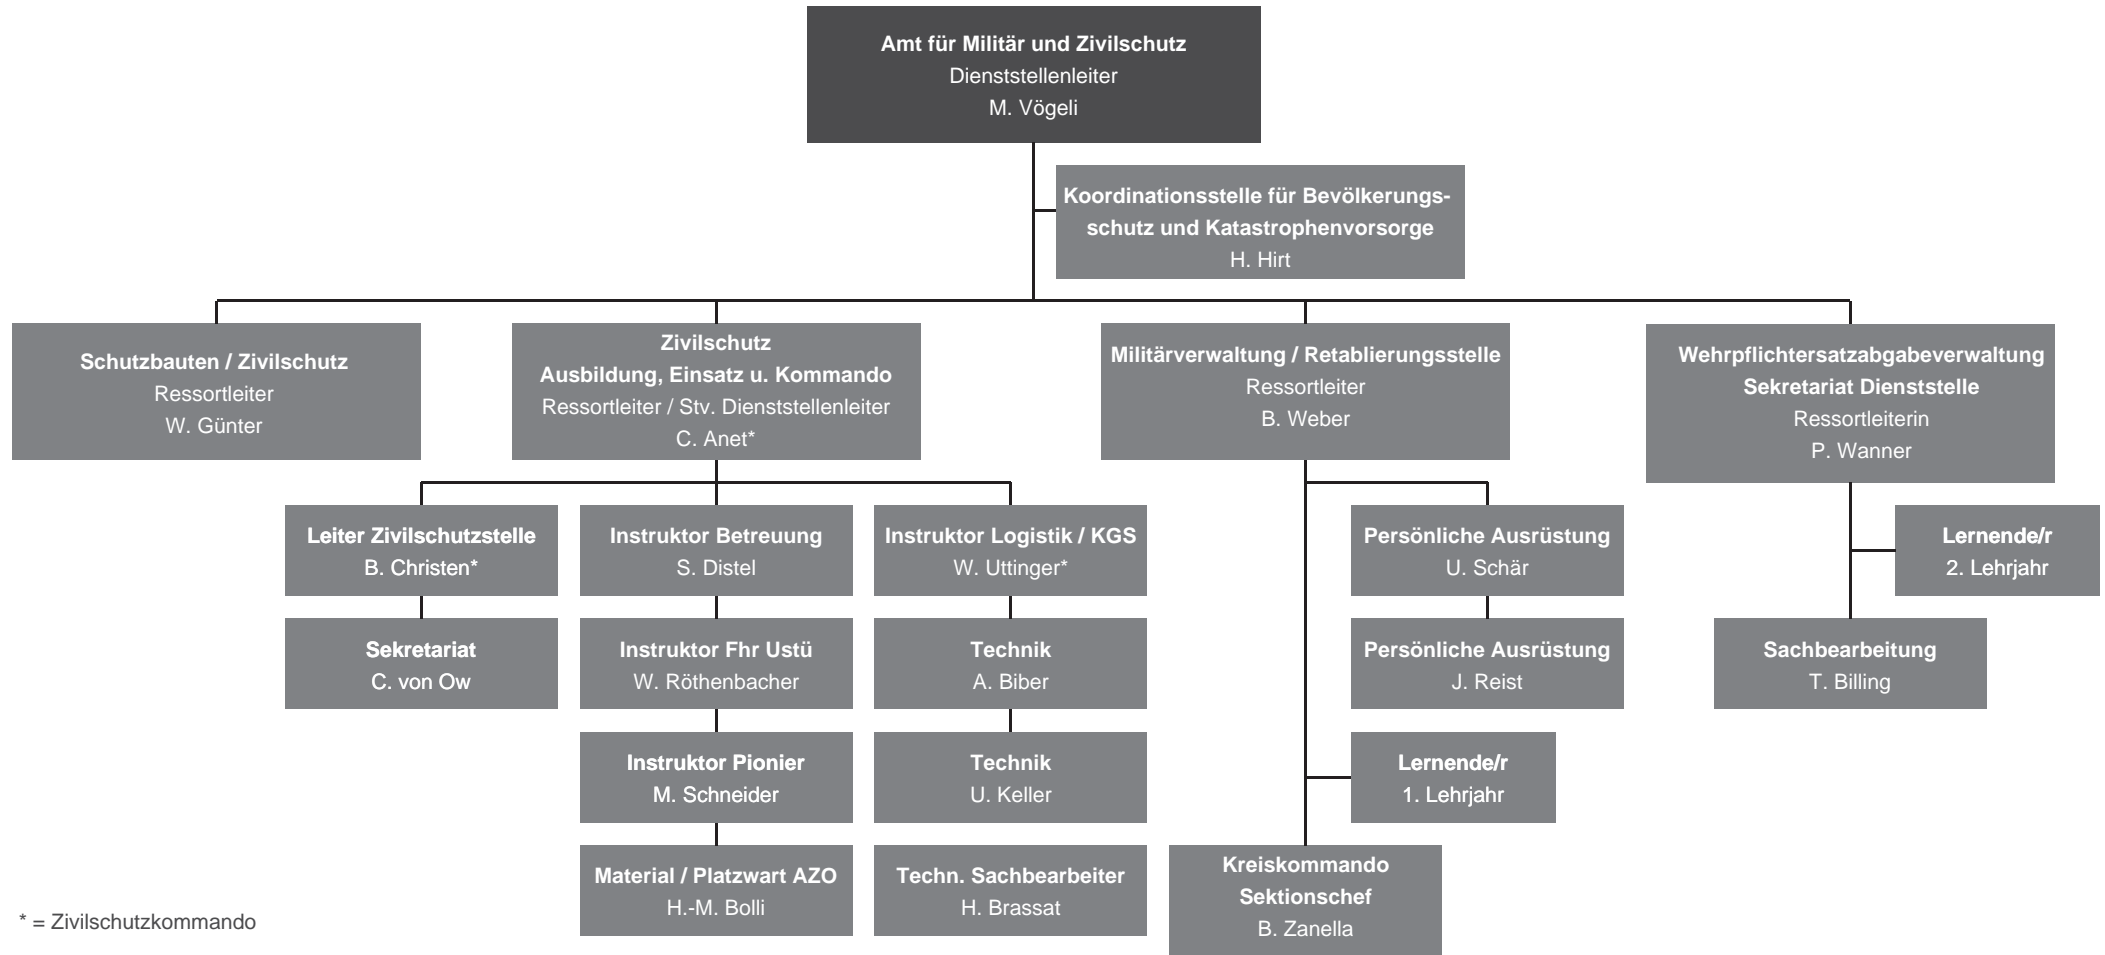 Amt für Militär und Zivilschutz
Dienststellenleiter
M. Vögeli
Koordinationsstelle für Bevölkerungs-
schutz und Katastrophenvorsorge
H. Hirt
Schutzbauten / Zivilschutz
Ressortleiter
W. Günter
Zivilschutz
Ausbildung, Einsatz u. Kommando
Ressortleiter / Stv. Dienststellenleiter
C. Anet*
Militärverwaltung / Retablierungsstelle
Ressortleiter
B. Weber
Wehrpflichtersatzabgabeverwaltung
Sekretariat Dienststelle
Ressortleiterin
P. Wanner
Leiter Zivilschutzstelle
B. Christen*
Instruktor Betreuung
S. Distel
Instruktor Logistik / KGS
W. Uttinger*
Persönliche Ausrüstung
U. Schär
Lernende/r
2. Lehrjahr
Sekretariat
C. von Ow
Instruktor Fhr Ustü
W. Röthenbacher
Technik
A. Biber
Persönliche Ausrüstung
J. Reist
Sachbearbeitung
T. Billing
Instruktor Pionier
M. Schneider
Technik
U. Keller
Lernende/r
1. Lehrjahr
Material / Platzwart AZO
H.-M. Bolli
Techn. Sachbearbeiter
H. Brassat
Kreiskommando
Sektionschef
B. Zanella
* = Zivilschutzkommando